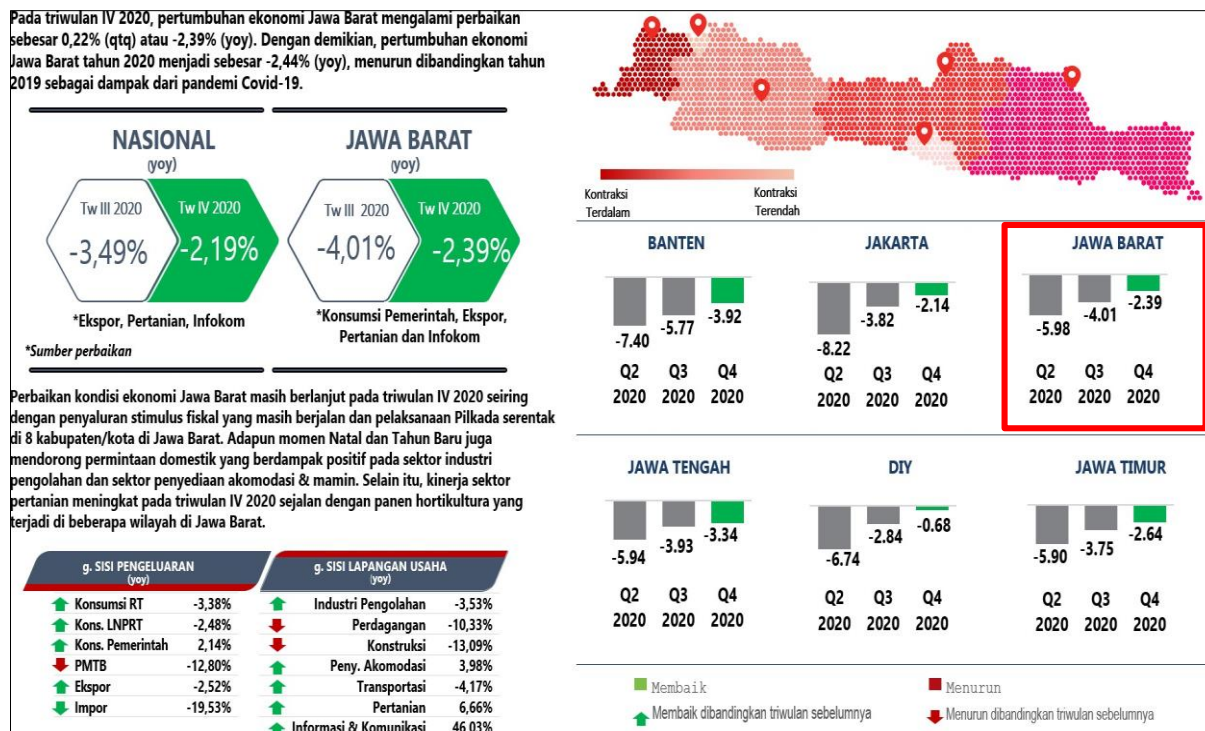 Pada triwulan IV 2020, pertumbuhan ekonomi Jawa Barat mengalami perbaikan
sebesar 0,22% (qtq) atau -2,39% (yoy). Dengan demikian, pertumbuhan ekonomi
Jawa Barat tahun 2020 menjadi sebesar -2,44% (yoy), menurun dibandingkan tahun
2019 sebagai dampak dari pandemi Covid-19.
NASIONAL
(yoy)
Tw III 2020
-3,49%
Tw IV 2020
-2,19%
*Ekspor, Pertanian, Infokom
*Sumber perbaikan
JAWA BARAT
(yoy)
Tw III 2020
-4,01%
Tw IV 2020
-2,39%
*Konsumsi Pemerintah, Ekspor,
Pertanian dan Infokom
Perbaikan kondisi ekonomi Jawa Barat masih berlanjut pada triwulan IV 2020 seiring
dengan penyaluran stimulus fiskal yang masih berjalan dan pelaksanaan Pilkada serentak
di 8 kabupaten/kota di Jawa Barat. Adapun momen Natal dan Tahun Baru juga
mendorong permintaan domestik yang berdampak positif pada sektor industri
pengolahan dan sektor penyediaan akomodasi & mamin. Selain itu, kinerja sektor
pertanian meningkat pada triwulan IV 2020 sejalan dengan panen hortikultura yang
terjadi di beberapa wilayah di Jawa Barat.
g. SISI PENGELUARAN
(yoy)
Konsumsi RT -3,38%
Kons. LNPRT -2,48%
Kons. Pemerintah 2,14%
PMTB -12,80%
Ekspor -2,52%
Impor -19,53%
g. SISI LAPANGAN USAHA
(yoy)
Industri Pengolahan -3,53%
Perdagangan -10,33%
Konstruksi -13,09%
Peny. Akomodasi 3,98%
Transportasi -4,17%
Pertanian 6,66%
Informasi & Komunikasi 46,03%
Kontraksi
Terdalam
Kontraksi
Terendah
BANTEN
-7.40 -5.77 -3.92
Q2 Q3 Q4
2020 2020 2020
JAKARTA
-8.22 -3.82 -2.14
Q2 Q3 Q4
2020 2020 2020
JAWA BARAT
-5.98 -4.01 -2.39
Q2 Q3 Q4
2020 2020 2020
JAWA TENGAH
-5.94 -3.93 -3.34
Q2 Q3 Q4
2020 2020 2020
DIY
-6.74 -2.84 -0.68
Q2 Q3 Q4
2020 2020 2020
JAWA TIMUR
-5.90 -3.75 -2.64
Q2 Q3 Q4
2020 2020 2020
Membaik
Menurun
Membaik dibandingkan triwulan sebelumnya
Menurun dibandingkan triwulan sebelumnya